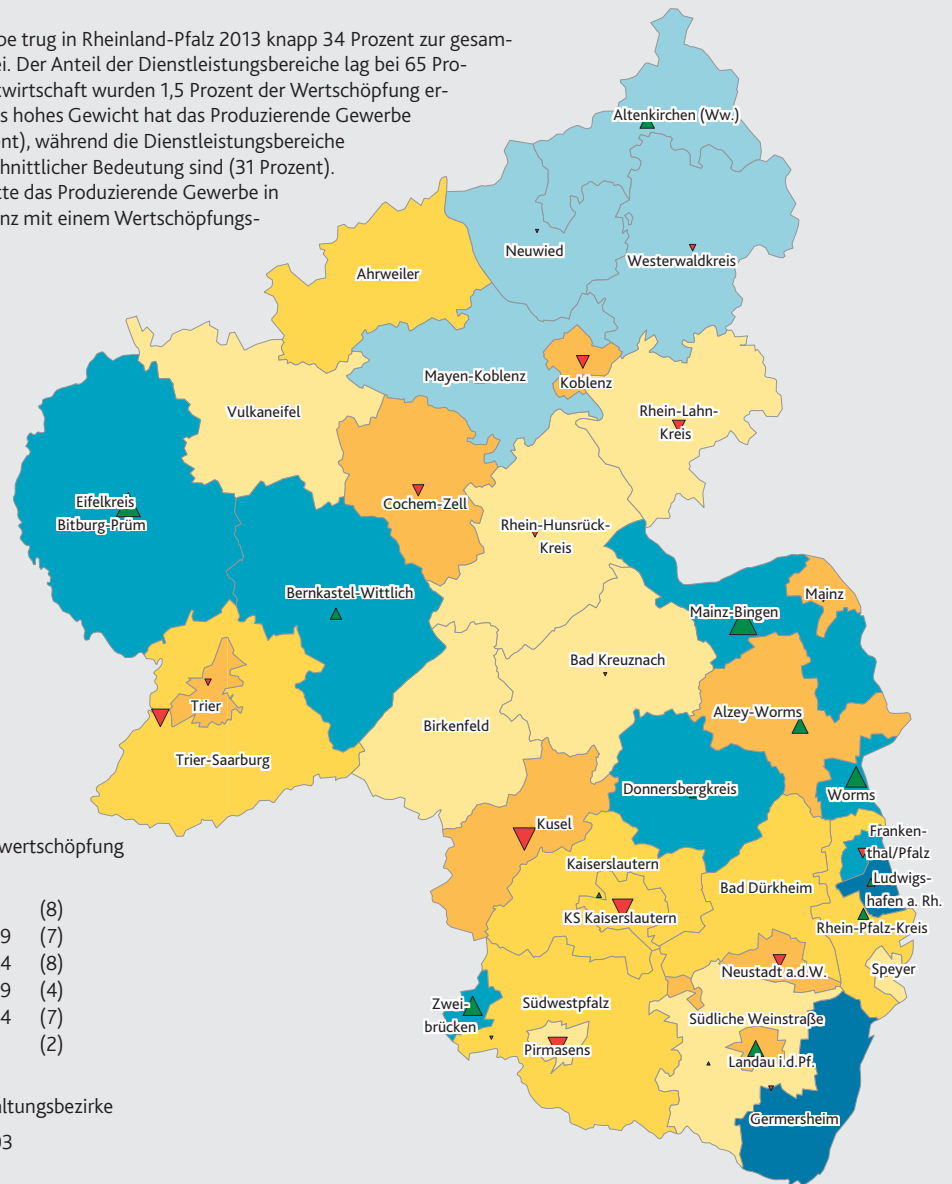 be trug in Rheinland-Pfalz 2013 knapp 34 Prozent zur gesam-
ei. Der Anteil der Dienstleistungsbereiche lag bei 65 Pro-
twirtschaft wurden 1,5 Prozent der Wertschöpfung er-
s hohes Gewicht hat das Produzierende Gewerbe
ent), während die Dienstleistungsbereiche
chnittlicher Bedeutung sind (31 Prozent).
tte das Produzierende Gewerbe in
nz mit einem Wertschöpfungs-
Altenkirchen (Ww.)
Neuwied
Westerwaldkreis
Ahrweiler
Mayen-Koblenz
Koblenz
Vulkaneifel
Rhein-Lahn-
Kreis
Eifelkreis
Bitburg-Prüm
Cochem-Zell
Rhein-Hunsrück-
Kreis
Bernkastel-Wittlich
Mainz-Bingen
Mainz
Bad Kreuznach
Trier
Alzey-Worms
Birkenfeld
Trier-Saarburg
Donnersbergkreis
Worms
Kusel
Franken-
thal/Pfalz
Kaiserslautern
Ludwigs-
hafen a. Rh.
Bad Dürkheim
KS Kaiserslautern
Rhein-Pfalz-Kreis
Neustadt a.d.W.
Speyer
Zwei-
brücken
Südwestpfalz
Südliche Weinstraße
Pirmasens
Landau i.d.Pf.
Germersheim
wertschöpfung
(8)
9 (7)
4 (8)
9 (4)
4 (7)
(2)
altungsbezirke
03